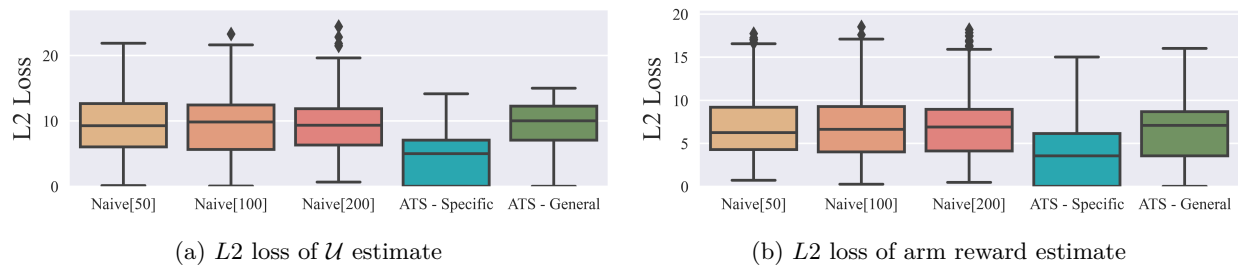 L2 Loss
20
10
0
Naive[50] Naive[100] Naive[200] ATS - Specific ATS - General
(a) L2 loss of 𝒰 estimate
L2 Loss
20
15
10
5
0
Naive[50] Naive[100] Naive[200] ATS - Specific ATS - General
(b) L2 loss of arm reward estimate